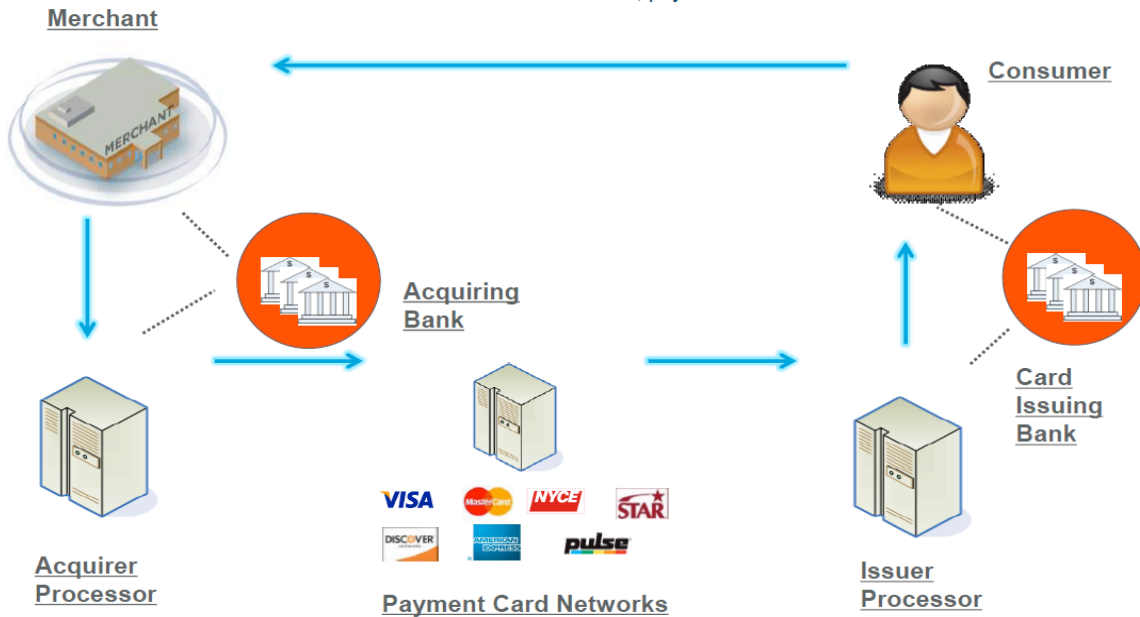 Merchant
Consumer
MERCHANT
Acquiring
Bank
Card
Issuing
Bank
VISA
MasterCard
NYCE
STAR
DISCOVER
AMERICAN
EXPRESS
pulse
Acquirer
Processor
Payment Card Networks
Issuer
Processor
$
$
$
$